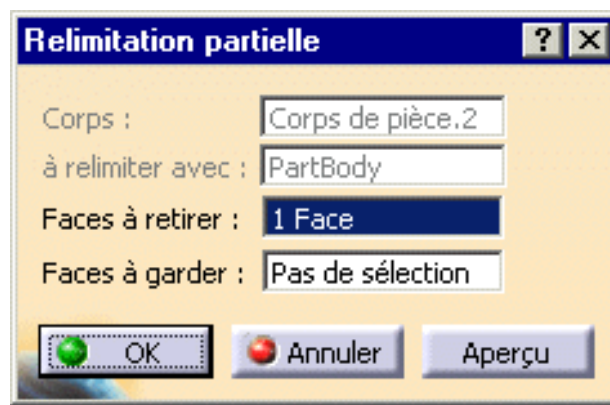 Relimitation partielle ? X
Corps : Corps de pièce.2
à relimiter avec : PartBody
Faces à retirer : 1 Face
Faces à garder : Pas de sélection
OK Annuler Aperçu